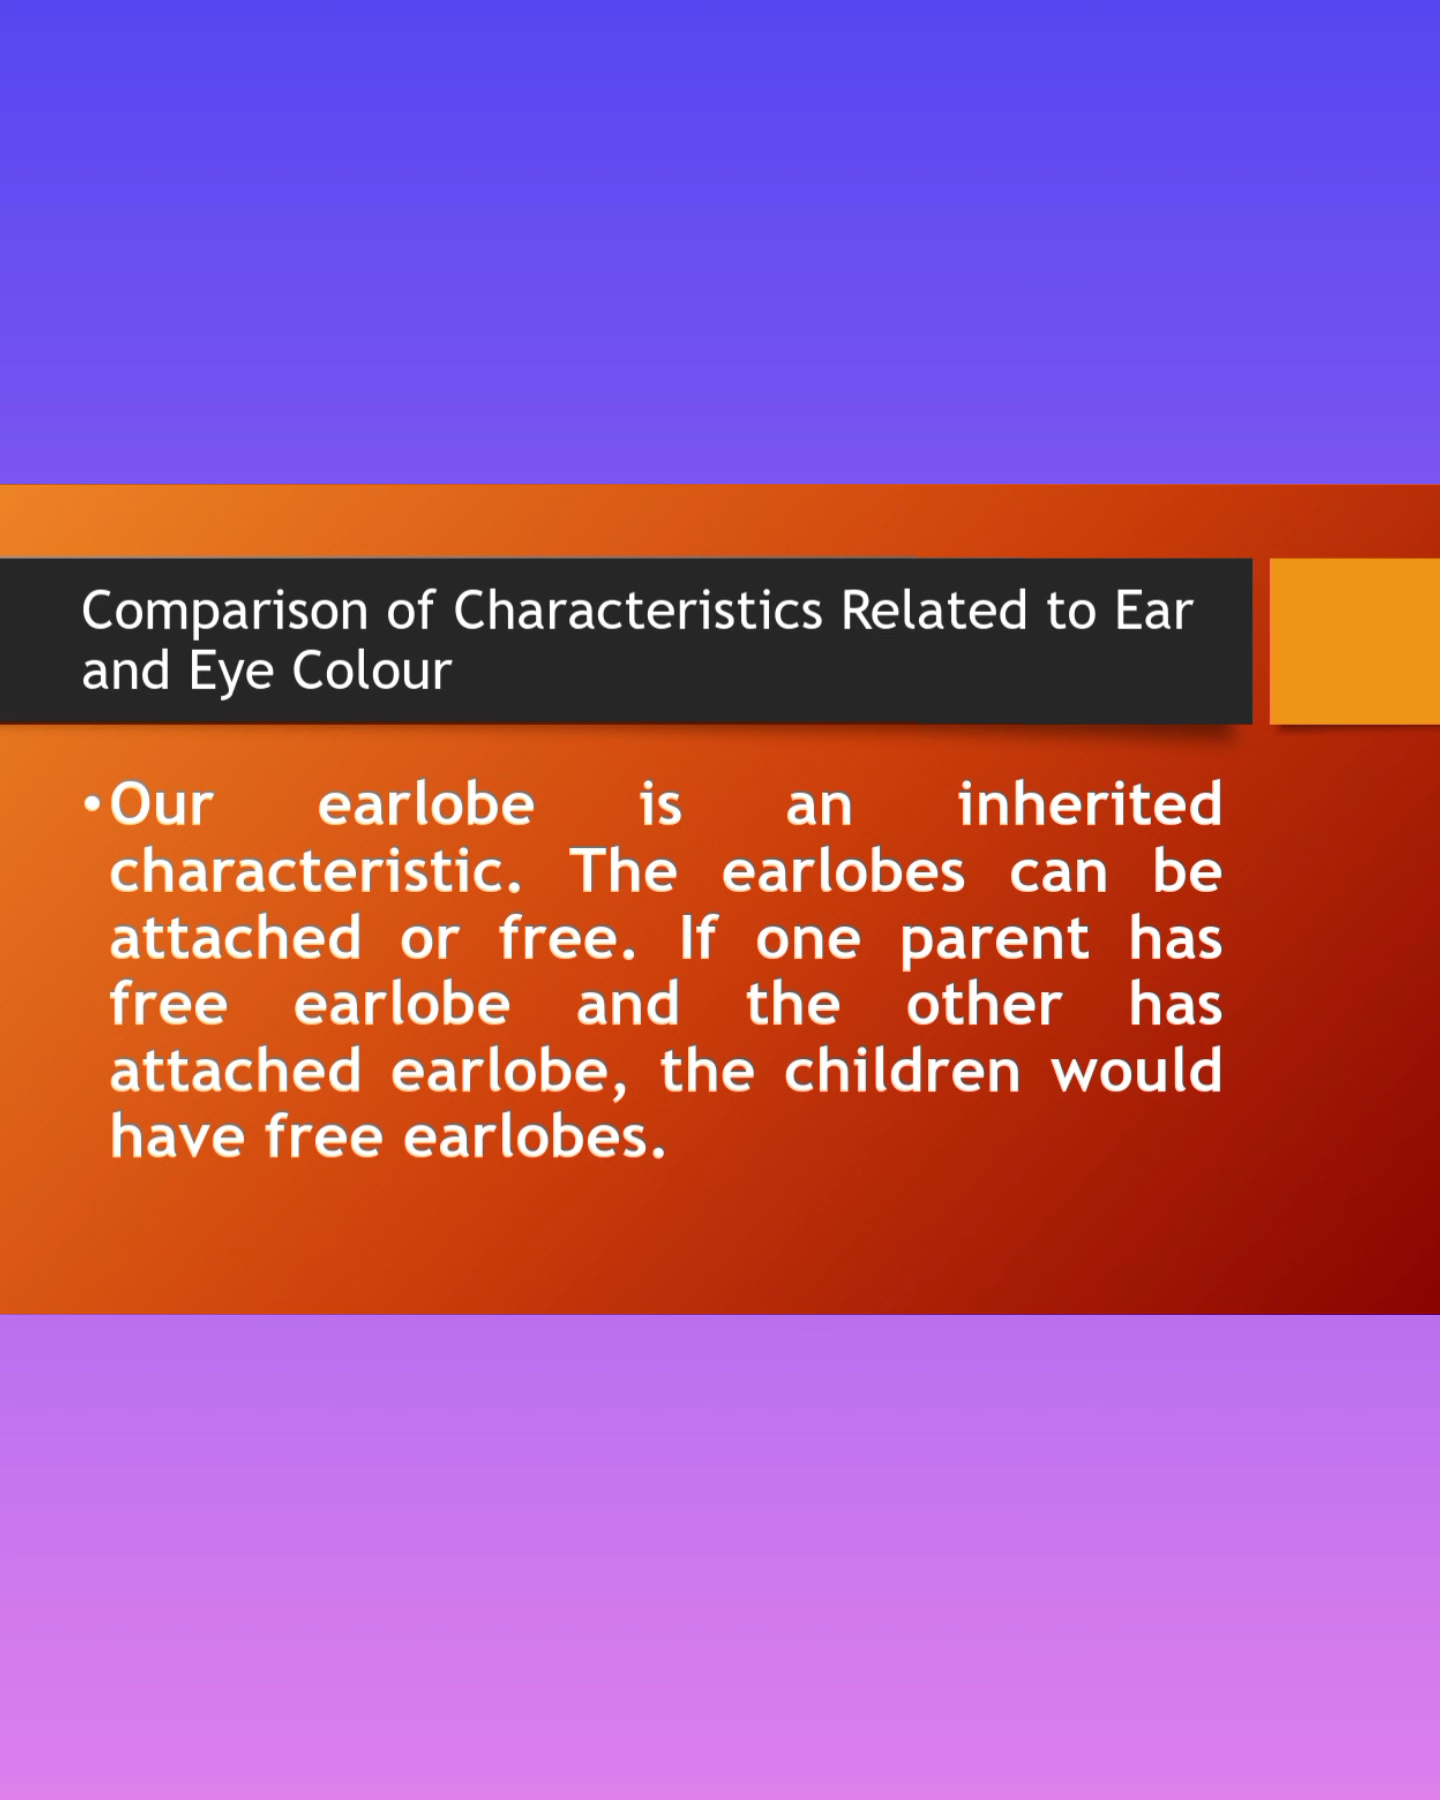 Comparison of Characteristics Related to Ear
and Eye Colour
•Our earlobe is an inherited
characteristic. The earlobes can be
attached or free. If one parent has
free earlobe and the other has
attached earlobe, the children would
have free earlobes.